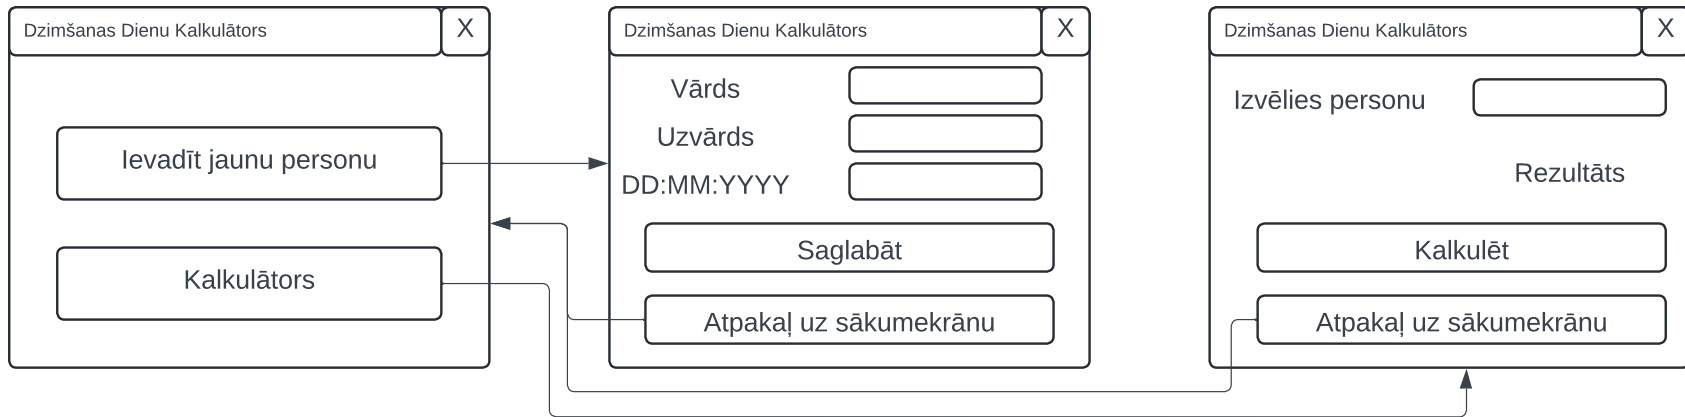 Dzimšanas Dienu Kalkulātors
X
Ievadīt jaunu personu
Kalkulātors
Dzimšanas Dienu Kalkulātors
X
Vārds
Uzvārds
DD:MM:YYYY
Saglabāt
Atpakaļ uz sākumekrānu
Dzimšanas Dienu Kalkulātors
X
Izvēlies personu
Rezultāts
Kalkulēt
Atpakaļ uz sākumekrānu